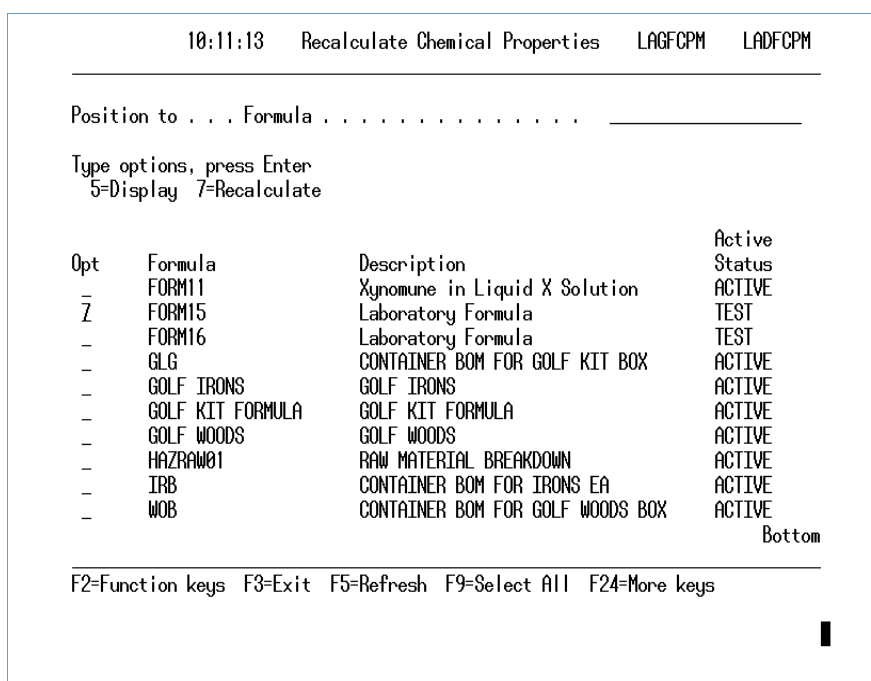 10:11:13 Recalculate Chemical Properties LAGFCPM LADFCPM
Position to . . . Formula . . . . . . . . . . . . . .
Type options, press Enter
5=Display 7=Recalculate
Active
Opt Formula Description Status
_ FORM11 Xynomune in Liquid X Solution ACTIVE
7 FORM15 Laboratory Formula TEST
_ FORM16 Laboratory Formula TEST
_ GLG CONTAINER BOM FOR GOLF KIT BOX ACTIVE
_ GOLF IRONS GOLF IRONS ACTIVE
_ GOLF KIT FORMULA GOLF KIT FORMULA ACTIVE
_ GOLF WOODS GOLF WOODS ACTIVE
_ HAZRAW01 RAW MATERIAL BREAKDOWN ACTIVE
_ IRB CONTAINER BOM FOR IRONS EA ACTIVE
_ WOB CONTAINER BOM FOR GOLF WOODS BOX ACTIVE
Bottom
F2=Function keys F3=Exit F5=Refresh F9=Select All F24=More keys